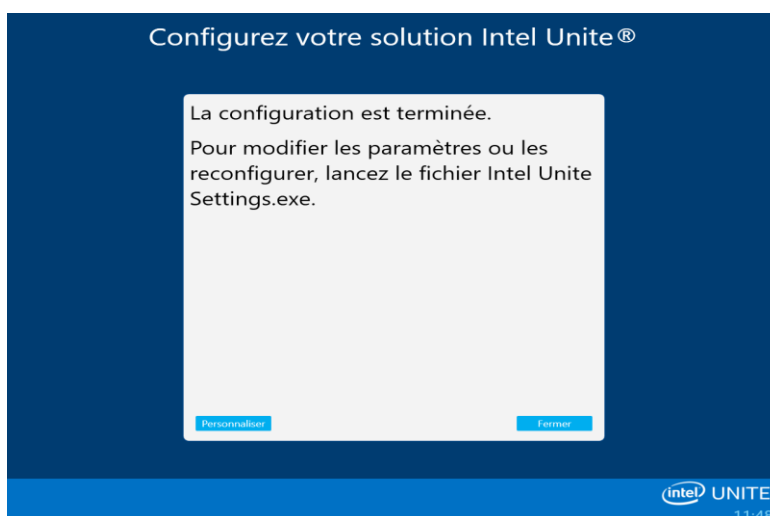 Configurez votre solution Intel Unite®
La configuration est terminée.
Pour modifier les paramètres ou les
reconfigurer, lancez le fichier Intel Unite
Settings.exe.
Personnaliser
Fermer
intel UNITE